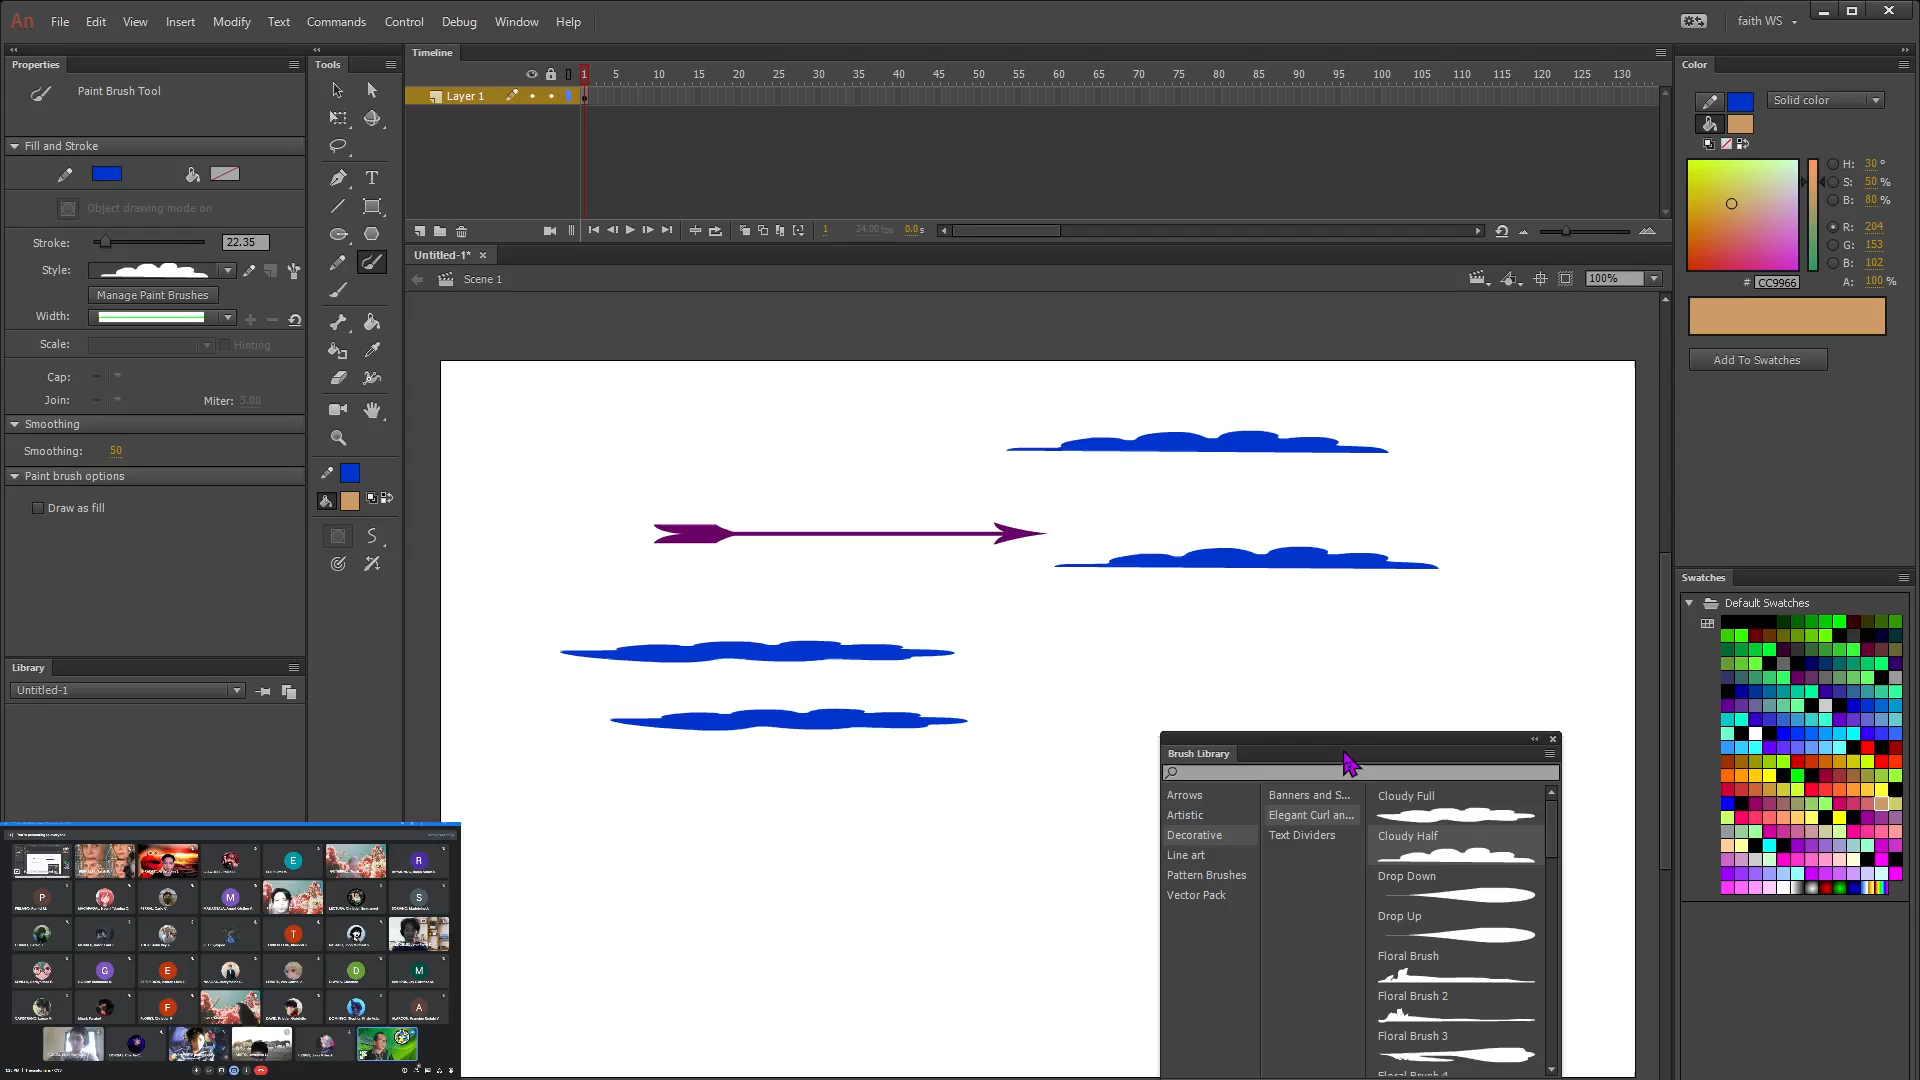 An File Edit View Insert Modify Text Commands Control Debug Window Help
faith WS
Properties
Tools
Timeline
Color
Paint Brush Tool
1 5 10 15 20 25 30 35 40 45 50 55 60 65 70 75 80 85 90 95 100 105 110 115 120 125 130
Layer 1
Solid color
Fill and Stroke
H: 30 °
S: 50 %
B: 80 %
R: 204
G: 153
B: 102
A: 100 %
# CC9966
Add To Swatches
Object drawing mode on
Stroke: 22.35
Style:
Manage Paint Brushes
Width:
Scale: Hinting
Cap:
Join: Miter: 3.00
1 24.00 fps 0.0 s
Untitled-1*
Scene 1
100%
Smoothing
Smoothing: 50
Paint brush options
Draw as fill
Swatches
Default Swatches
Library
Untitled-1
Brush Library
Arrows
Artistic
Decorative
Line art
Pattern Brushes
Vector Pack
Banners and S...
Elegant Curl an...
Text Dividers
Cloudy Full
Cloudy Half
Drop Down
Drop Up
Floral Brush
Floral Brush 2
Floral Brush 3
Floral Brush 4
E
R
P
M
S
T
G
E
D
M
F
A